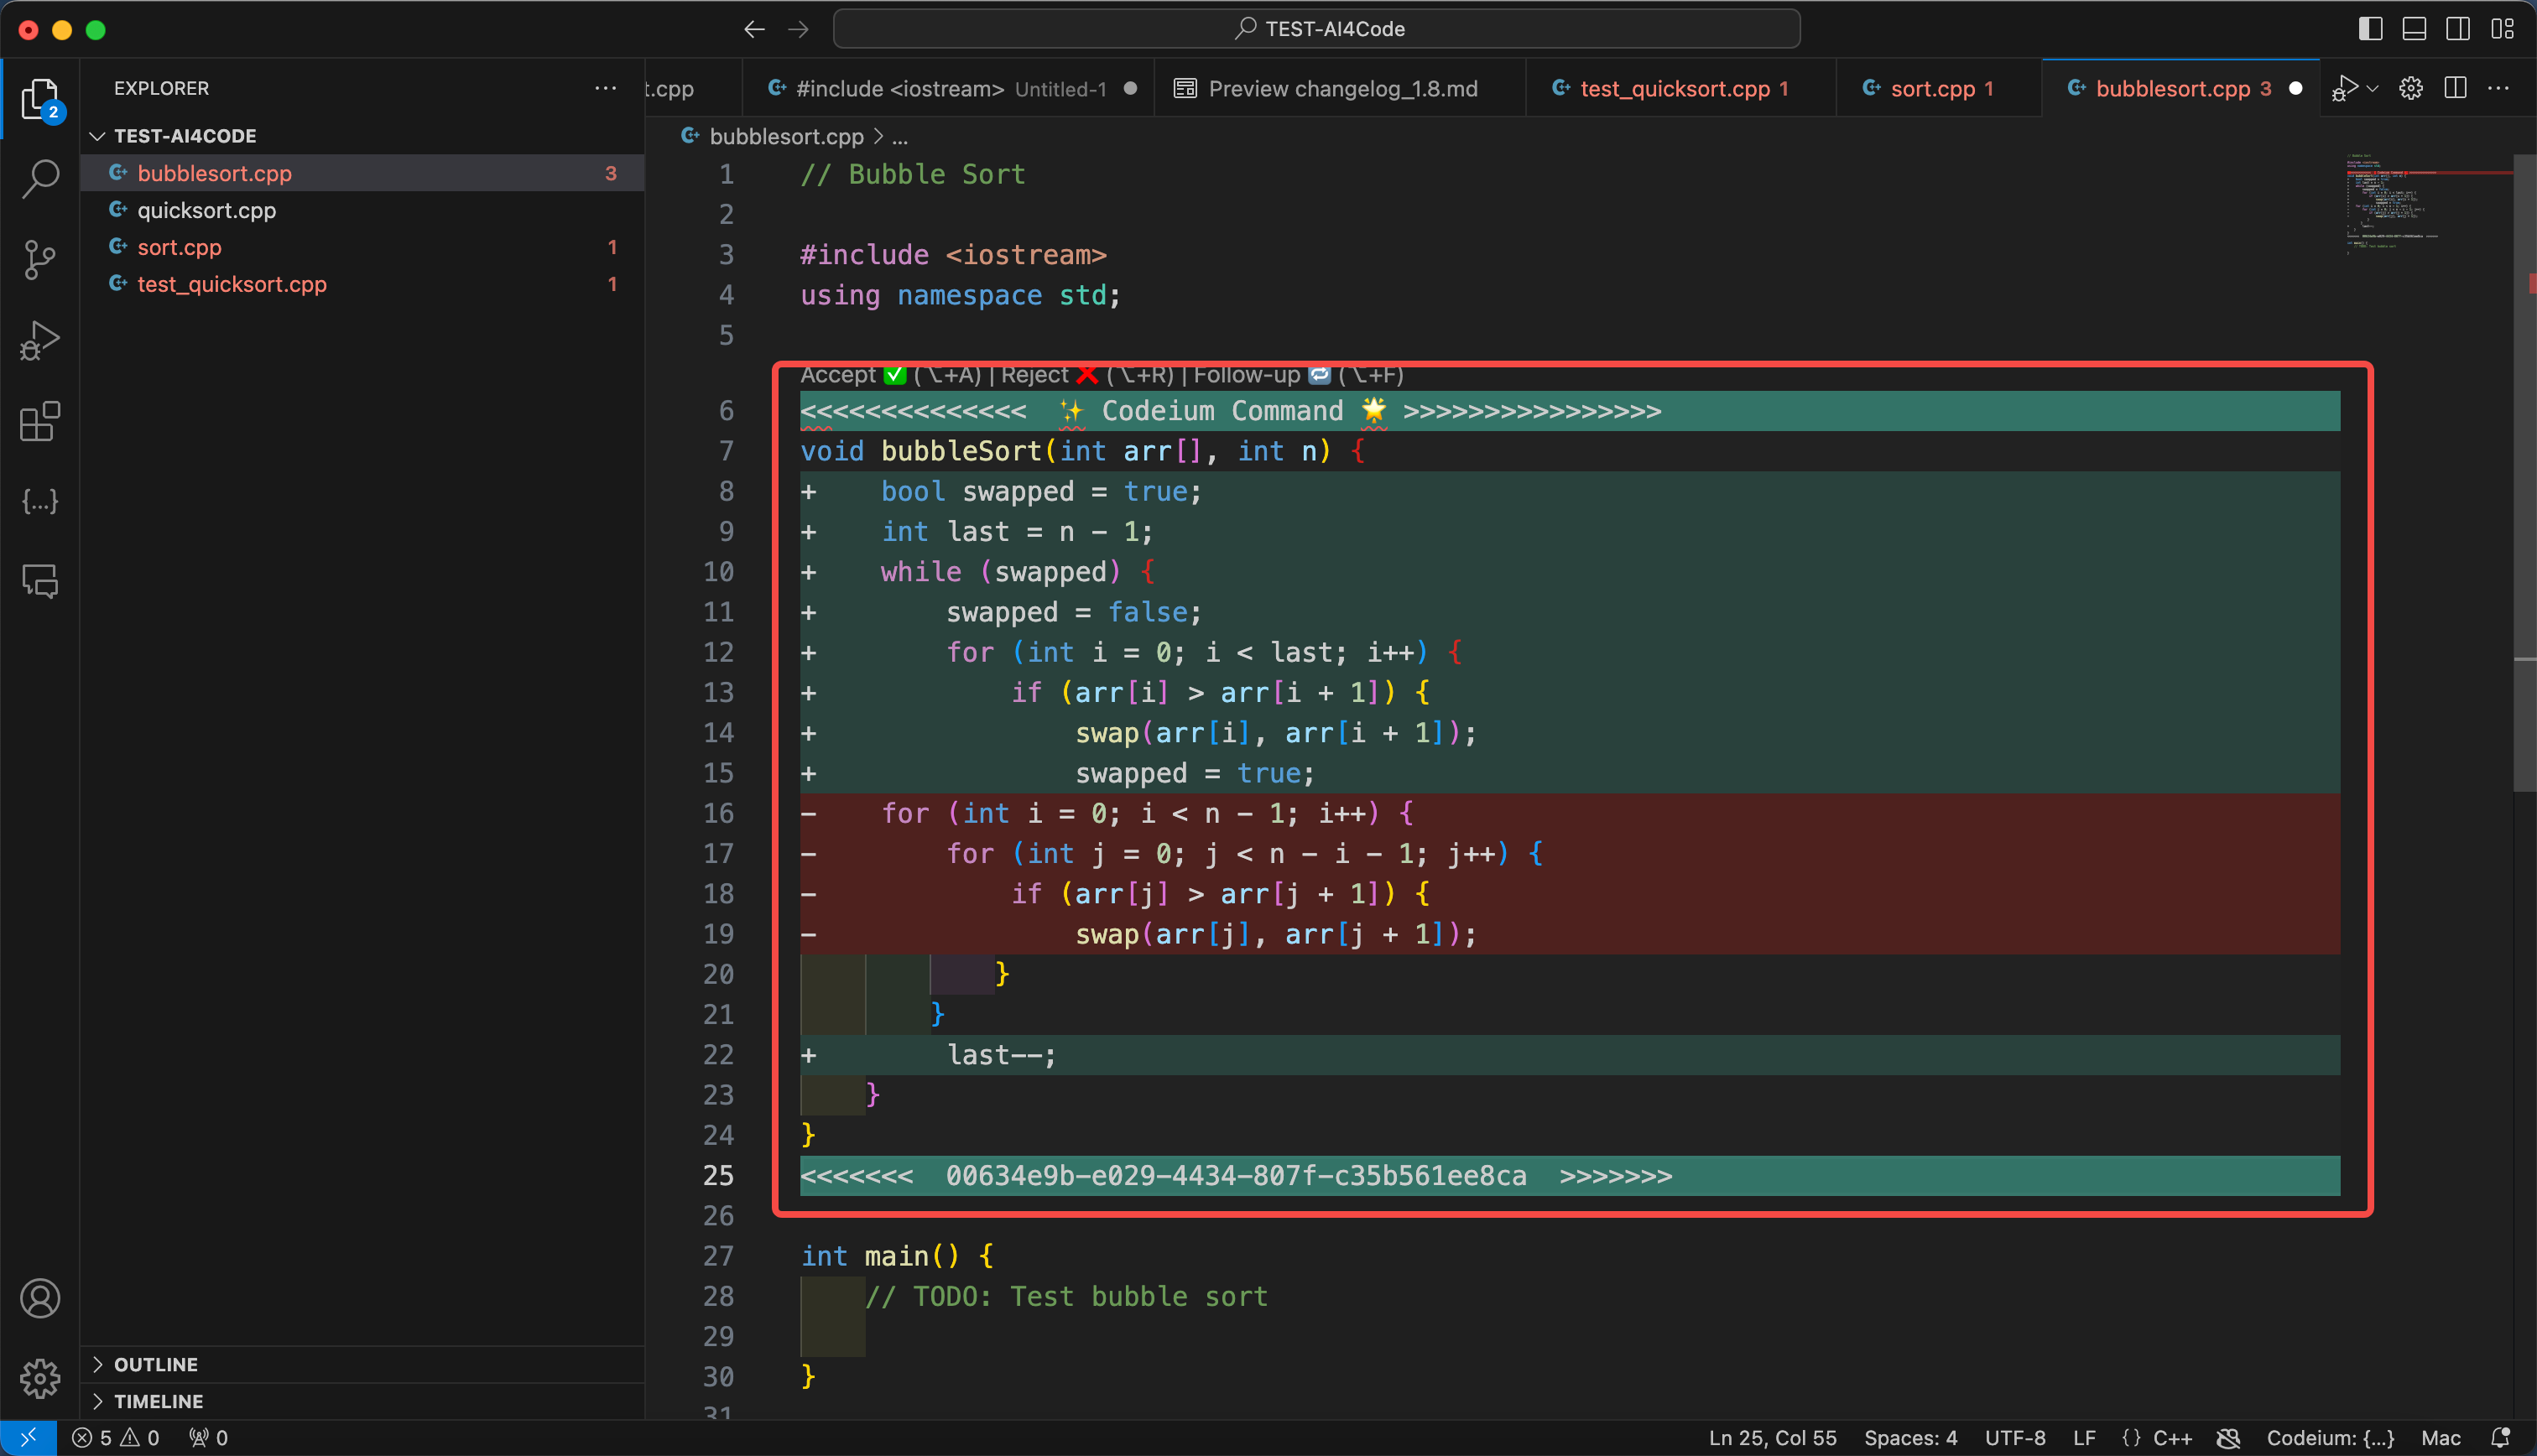 TEST-AI4Code
EXPLORER
TEST-AI4CODE
bubblesort.cpp 3
quicksort.cpp
sort.cpp 1
test_quicksort.cpp 1
OUTLINE
TIMELINE
t.cpp
#include <iostream> Untitled-1
Preview changelog_1.8.md
test_quicksort.cpp 1
sort.cpp 1
bubblesort.cpp 3
bubblesort.cpp > ...
1 // Bubble Sort
2
3 #include <iostream>
4 using namespace std;
5
Accept ✅ (⌥+A) | Reject ❌ (⌥+R) | Follow-up 🔁 (⌥+F)
6 <<<<<<<<<<<<<< ✨ Codeium Command 🌟 >>>>>>>>>>>>>>>>
7 void bubbleSort(int arr[], int n) {
8 + bool swapped = true;
9 + int last = n - 1;
10 + while (swapped) {
11 + swapped = false;
12 + for (int i = 0; i < last; i++) {
13 + if (arr[i] > arr[i + 1]) {
14 + swap(arr[i], arr[i + 1]);
15 + swapped = true;
16 - for (int i = 0; i < n - 1; i++) {
17 - for (int j = 0; j < n - i - 1; j++) {
18 - if (arr[j] > arr[j + 1]) {
19 - swap(arr[j], arr[j + 1]);
20 }
21 }
22 + last--;
23 }
24 }
25 <<<<<<< 00634e9b-e029-4434-807f-c35b561ee8ca >>>>>>>
26
27 int main() {
28 // TODO: Test bubble sort
29
30 }
31
2
5 0 0
Ln 25, Col 55 Spaces: 4 UTF-8 LF {} C++ Codeium: {...} Mac